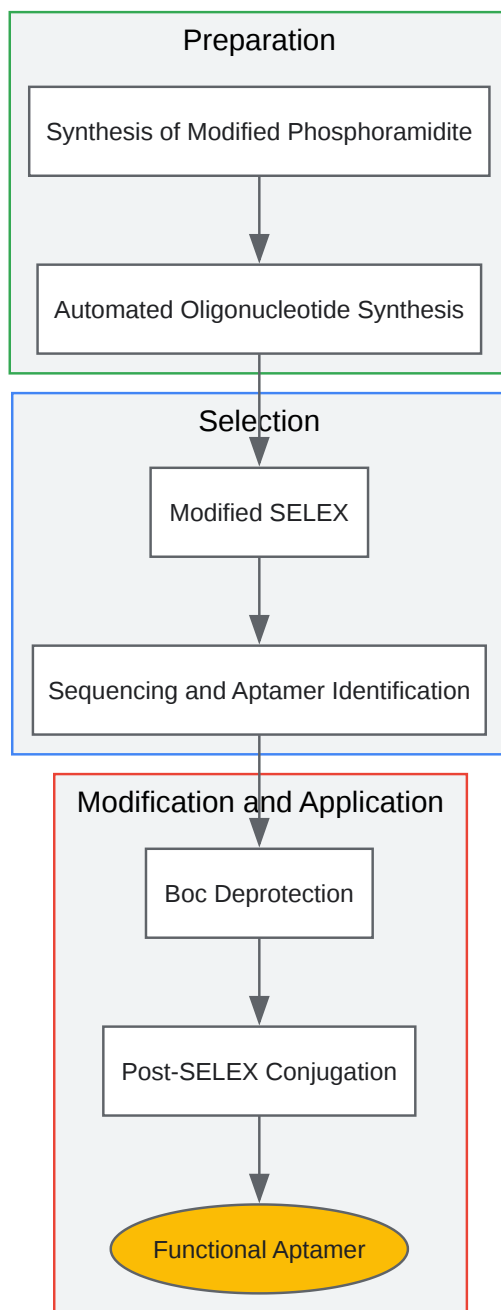 Preparation
Synthesis of Modified Phosphoramidite
Automated Oligonucleotide Synthesis
Selection
Modified SELEX
Sequencing and Aptamer Identification
Modification and Application
Boc Deprotection
Post-SELEX Conjugation
Functional Aptamer